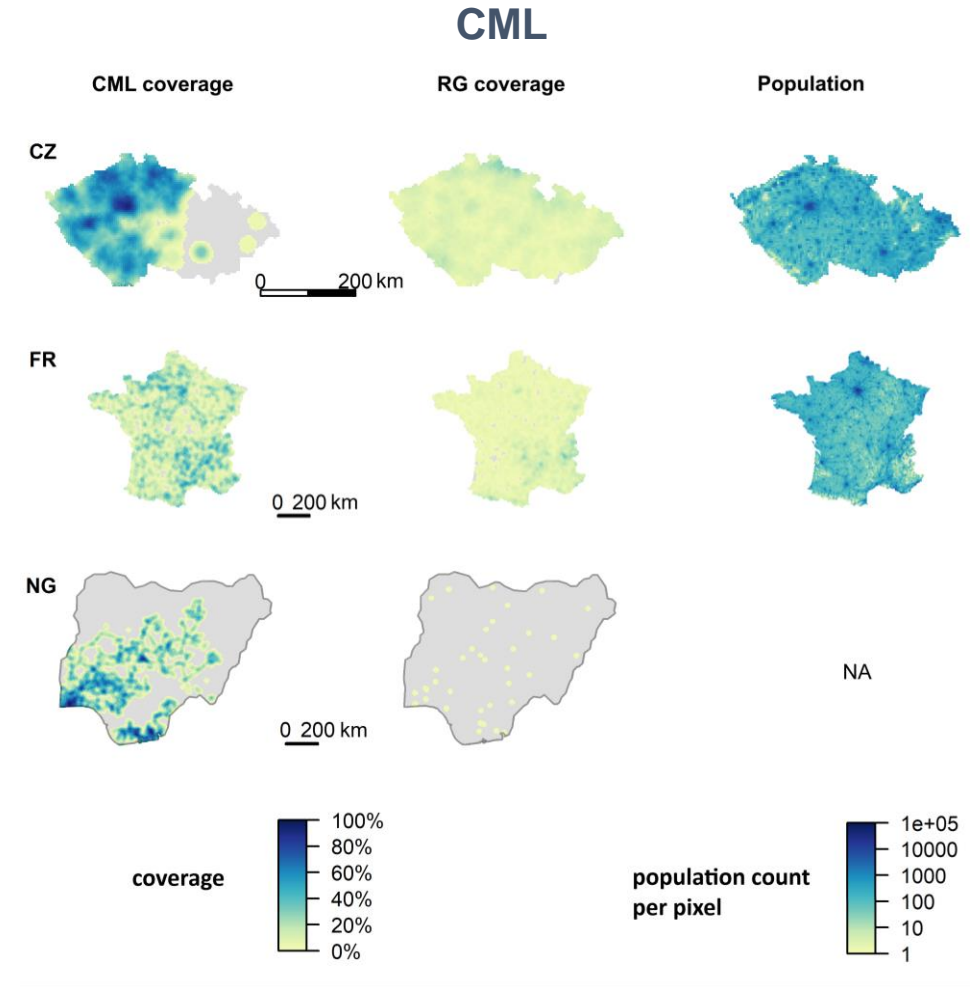 CML
CML coverage
RG coverage
Population
CZ
0 200 km
FR
0 200 km
NG
NA
0 200 km
coverage
100%
80%
60%
40%
20%
0%
population count
per pixel
1e+05
10000
1000
100
10
1